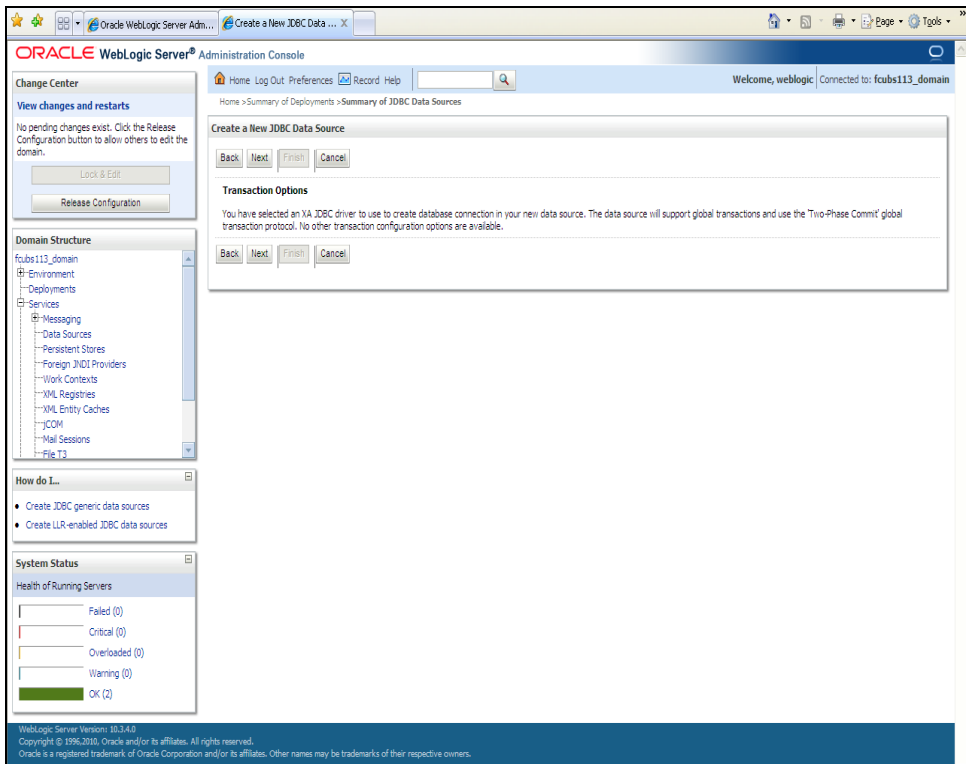 Oracle WebLogic Server Adm... Create a New JDBC Data ... X Page Tools »
ORACLE WebLogic Server® Administration Console
Change Center
View changes and restarts
No pending changes exist. Click the Release
Configuration button to allow others to edit the
domain.
Lock & Edit
Release Configuration
Domain Structure
fcubs113_domain
Environment
Deployments
Services
Messaging
Data Sources
Persistent Stores
Foreign JNDI Providers
Work Contexts
XML Registries
XML Entity Caches
jCOM
Mail Sessions
File T3
How do I...
Create JDBC generic data sources
Create LLR-enabled JDBC data sources
System Status
Health of Running Servers
Failed (0)
Critical (0)
Overloaded (0)
Warning (0)
OK (2)
Home Log Out Preferences Record Help
Welcome, weblogic Connected to: fcubs113_domain
Home >Summary of Deployments >Summary of JDBC Data Sources
Create a New JDBC Data Source
Back Next Finish Cancel
Transaction Options
You have selected an XA JDBC driver to use to create database connection in your new data source. The data source will support global transactions and use the 'Two-Phase Commit' global
transaction protocol. No other transaction configuration options are available.
Back Next Finish Cancel
WebLogic Server Version: 10.3.4.0
Copyright © 1996,2010, Oracle and/or its affiliates. All rights reserved.
Oracle is a registered trademark of Oracle Corporation and/or its affiliates. Other names may be trademarks of their respective owners.